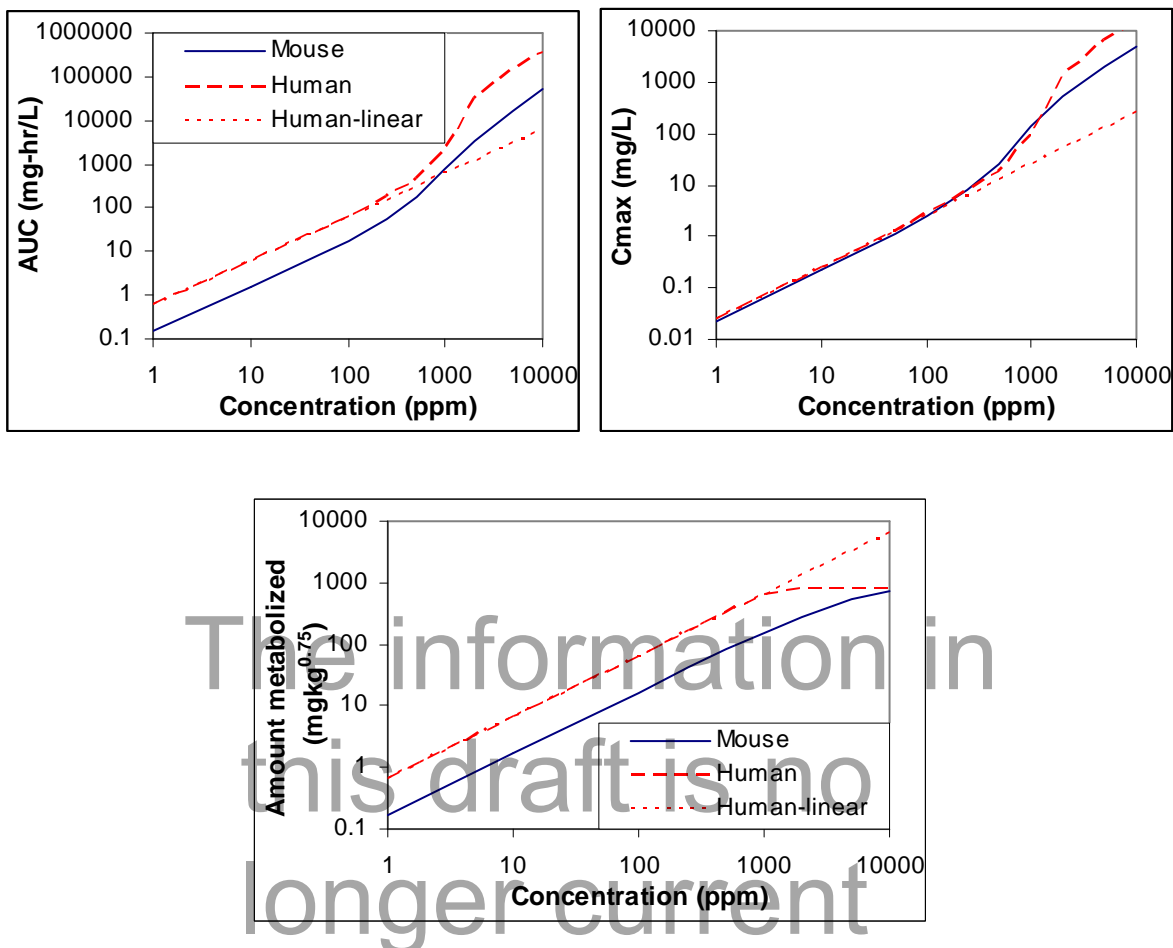 1000000
100000
10000
1000
100
10
1
0.1
AUC (mg-hr/L)
Mouse
Human
Human-linear
1 10 100 1000 10000
Concentration (ppm)
10000
1000
100
10
1
0.1
0.01
Cmax (mg/L)
1 10 100 1000 10000
Concentration (ppm)
10000
1000
100
10
1
0.1
Amount metabolized
(mgkg^0.75)
Mouse
Human
Human-linear
1 10 100 1000 10000
Concentration (ppm)
The information in
this draft is no
longer current